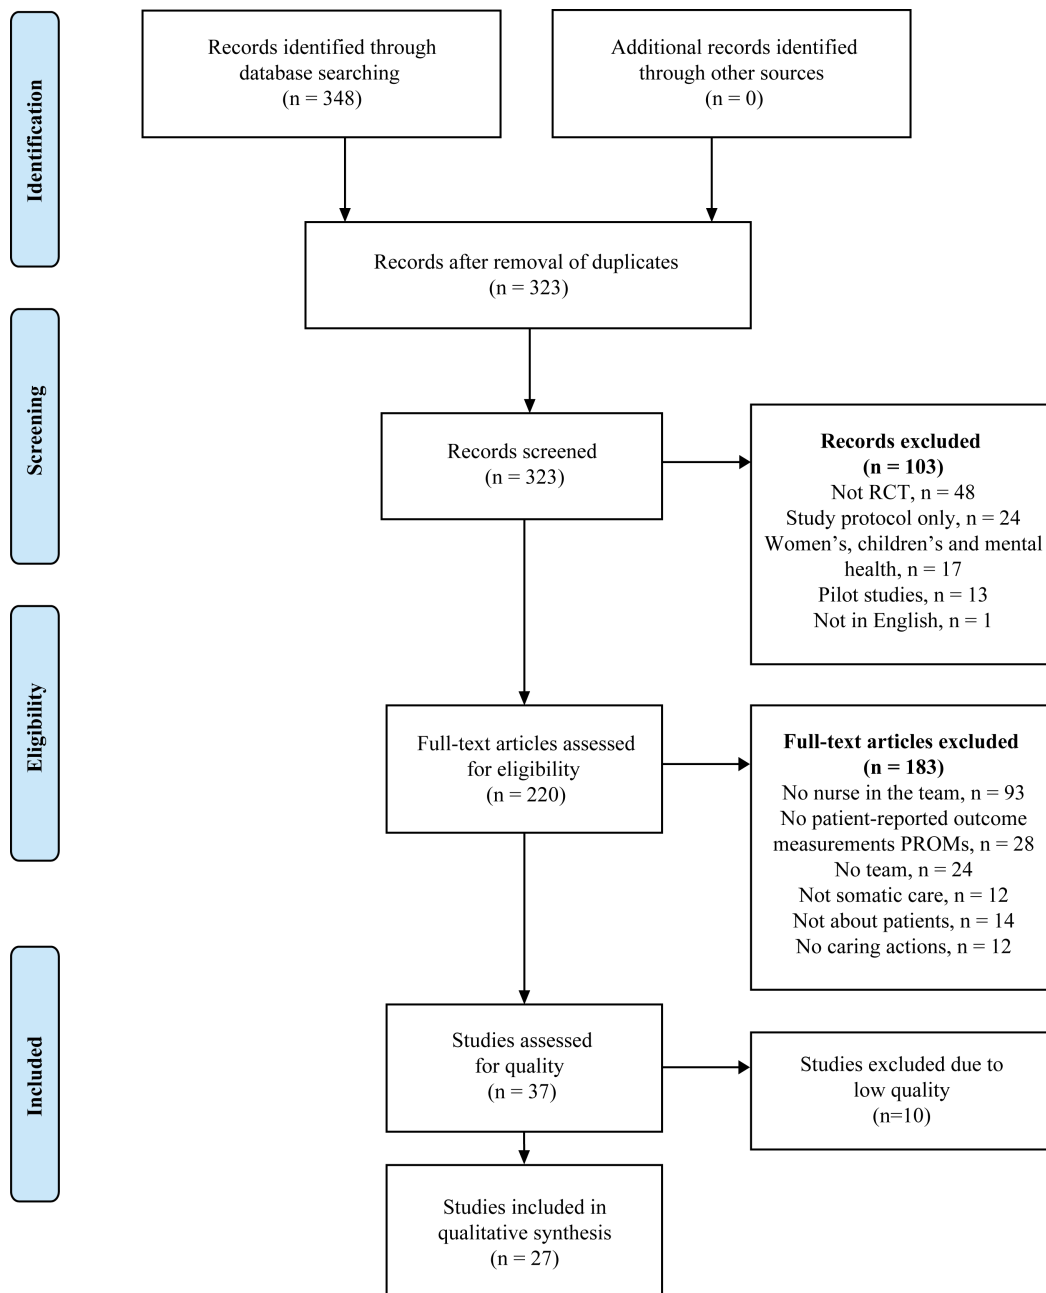 Identification
Records identified through
database searching
(n = 348)
Additional records identified
through other sources
(n = 0)
Records after removal of duplicates
(n = 323)
Screening
Records screened
(n = 323)
Records excluded
(n = 103)
Not RCT, n = 48
Study protocol only, n = 24
Women’s, children’s and mental
health, n = 17
Pilot studies, n = 13
Not in English, n = 1
Eligibility
Full-text articles assessed
for eligibility
(n = 220)
Full-text articles excluded
(n = 183)
No nurse in the team, n = 93
No patient-reported outcome
measurements PROMs, n = 28
No team, n = 24
Not somatic care, n = 12
Not about patients, n = 14
No caring actions, n = 12
Included
Studies assessed
for quality
(n = 37)
Studies excluded due to
low quality
(n=10)
Studies included in
qualitative synthesis
(n = 27)